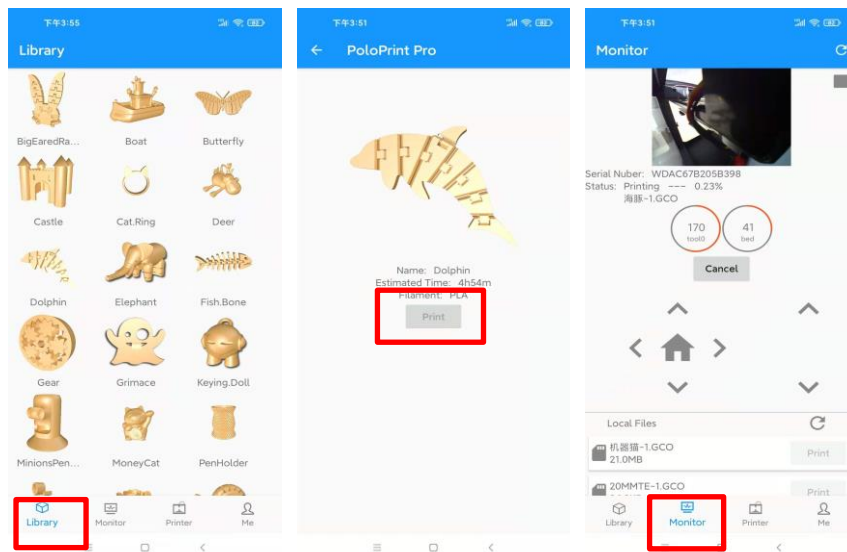 下午3:55
Library
BigEaredRa... Boat Butterfly
Castle Cat.Ring Deer
Dolphin Elephant Fish.Bone
Gear Grimace Keying.Doll
MinionsPen... MoneyCat PenHolder
Library Monitor Printer Me
下午3:51
PoloPrint Pro
Name: Dolphin
Estimated Time: 4h54m
Filament: PLA
Print
下午3:51
Monitor
Serial Nuber: WDAC67B205B398
Status: Printing --- 0.23%
海豚-1.GCO
170 41
tool0 bed
Cancel
Local Files
机器猫-1.GCO
21.0MB
Print
20MMTE-1.GCO
Print
Library Monitor Printer Me